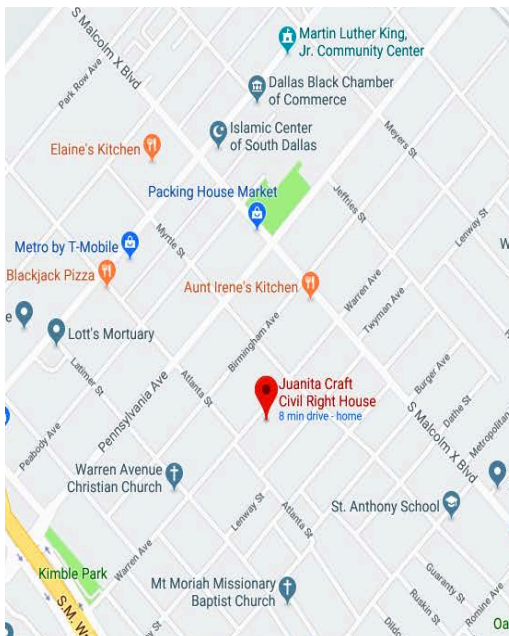 S Malcolm X Blvd
Martin Luther King,
Jr. Community Center
Park Row Ave
Dallas Black Chamber
of Commerce
Islamic Center
of South Dallas
Meyers St
Elaine's Kitchen
Packing House Market
Jeffries St
Lenway St
Myrtle St
W
Metro by T-Mobile
Blackjack Pizza
Aunt Irene's Kitchen
Warren Ave
Twyman Ave
e
Lott's Mortuary
Birmingham Ave
Latimer St
Pennsylvania Ave
Atlanta St
Juanita Craft
Civil Right House
8 min drive - home
Burger Ave
Dathe St
Peabody Ave
S Malcolm X Blvd
Metropolitan
Warren Avenue
Christian Church
Lenway St
Atlanta St
St. Anthony School
Warren Ave
Kimble Park
Mt Moriah Missionary
Baptist Church
Guaranty St
Ruskin St
Romine Ave
S.M. W
Dild
Oa